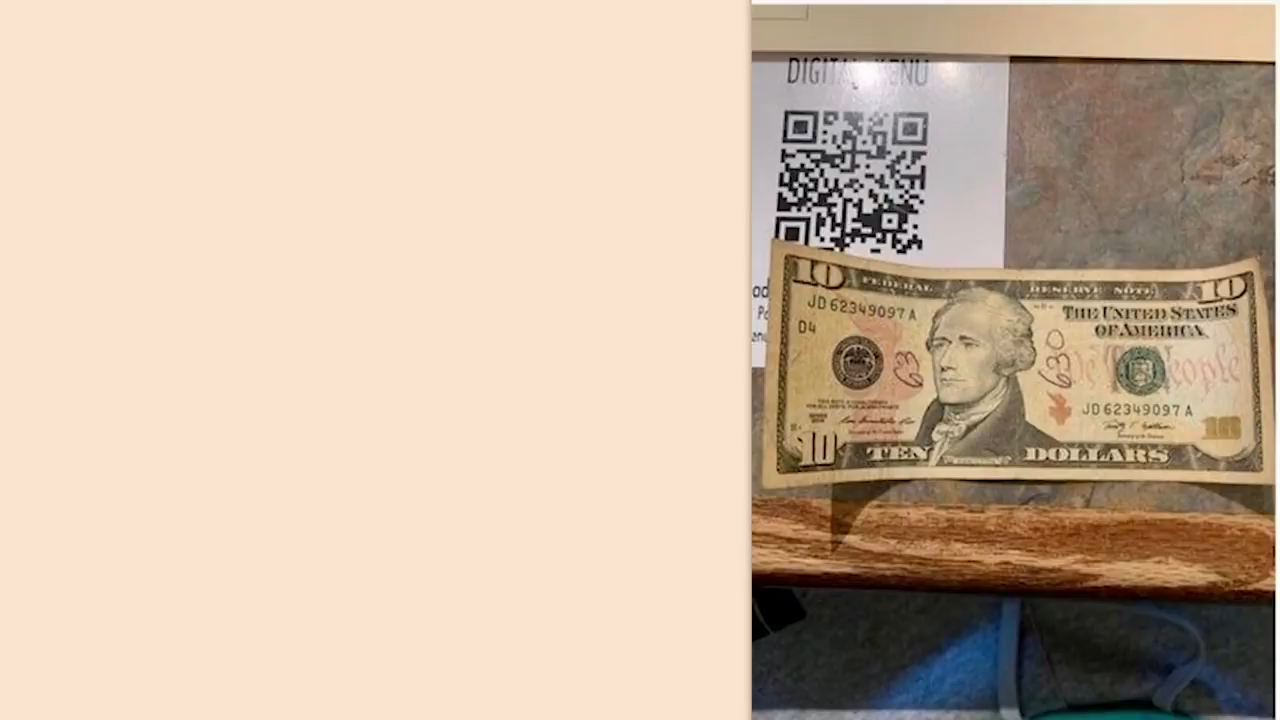 DIGITAL MENU
10 FEDERAL RESERVE NOTE 10
JD 62349097 A
THE UNITED STATES
OF AMERICA
D4
63
630
We The People
JD 62349097 A
10
10 TEN DOLLARS